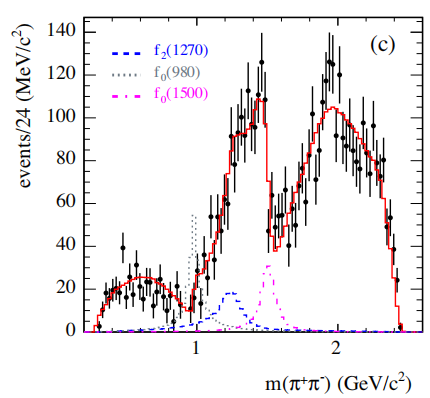 (c)
f₂(1270)
f₀(980)
f₀(1500)
events/24 (MeV/c²)
140
120
100
80
60
40
20
0
1 2
m(π⁺π⁻) (GeV/c²)